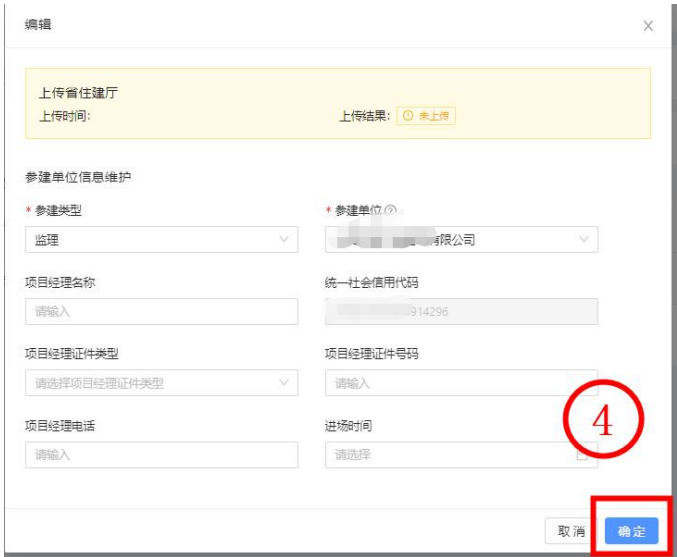 编辑
上传省住建厅
上传时间:
上传结果: 未上传
参建单位信息维护
* 参建类型
* 参建单位
监理
有限公司
项目经理名称
统一社会信用代码
请输入
914296
项目经理证件类型
项目经理证件号码
请选择项目经理证件类型
请输入
项目经理电话
进场时间
请输入
请选择
4
取消
确定